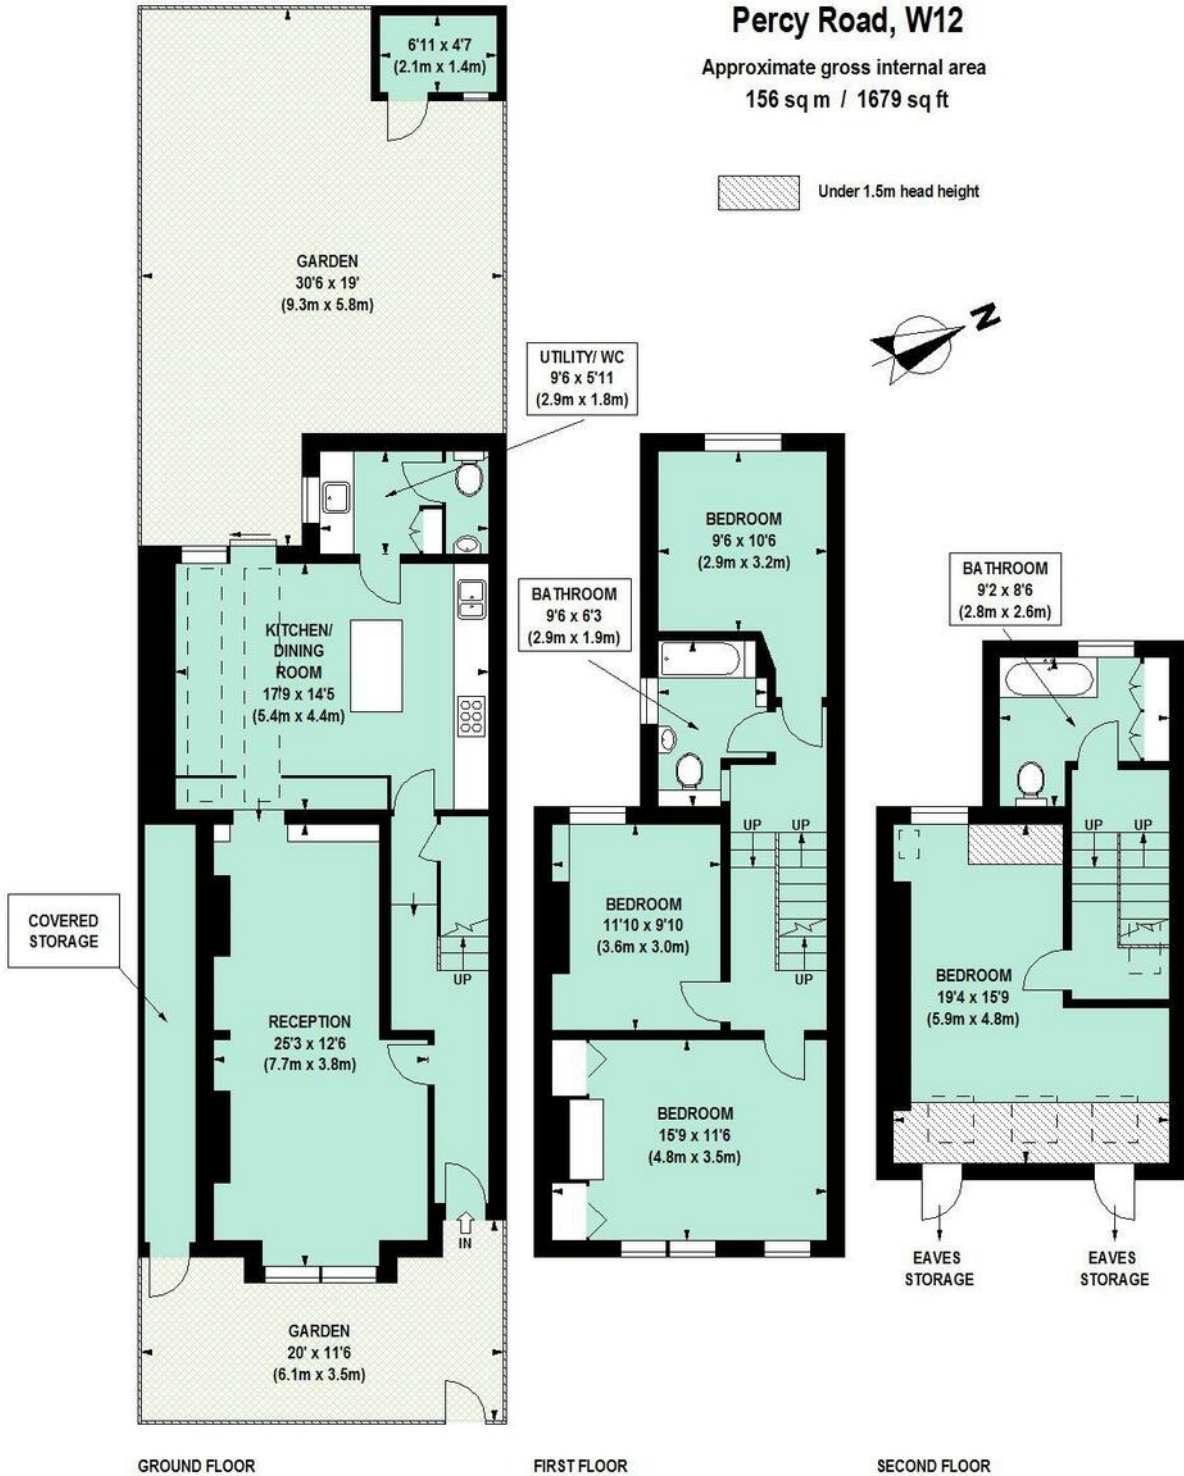 Percy Road, W12
Approximate gross internal area
156 sq m / 1679 sq ft
Under 1.5m head height
N
6'11 x 4'7
(2.1m x 1.4m)
GARDEN
30'6 x 19'
(9.3m x 5.8m)
UTILITY/ WC
9'6 x 5'11
(2.9m x 1.8m)
KITCHEN/
DINING
ROOM
17'9 x 14'5
(5.4m x 4.4m)
COVERED
STORAGE
UP
RECEPTION
25'3 x 12'6
(7.7m x 3.8m)
IN
GARDEN
20' x 11'6
(6.1m x 3.5m)
GROUND FLOOR
BEDROOM
9'6 x 10'6
(2.9m x 3.2m)
BATHROOM
9'6 x 6'3
(2.9m x 1.9m)
UP UP
BEDROOM
11'10 x 9'10
(3.6m x 3.0m)
UP
BEDROOM
15'9 x 11'6
(4.8m x 3.5m)
FIRST FLOOR
BATHROOM
9'2 x 8'6
(2.8m x 2.6m)
UP UP
BEDROOM
19'4 x 15'9
(5.9m x 4.8m)
EAVES
STORAGE
EAVES
STORAGE
SECOND FLOOR